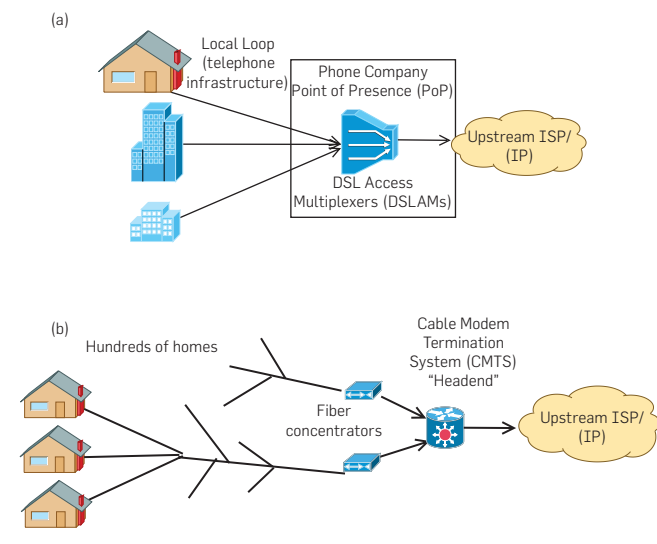 (a)
Local Loop
(telephone
infrastructure)
Phone Company
Point of Presence (PoP)
DSL Access
Multiplexers (DSLAMs)
Upstream ISP/
(IP)
(b)
Hundreds of homes
Cable Modem
Termination
System (CMTS)
“Headend”
Fiber
concentrators
Upstream ISP/
(IP)